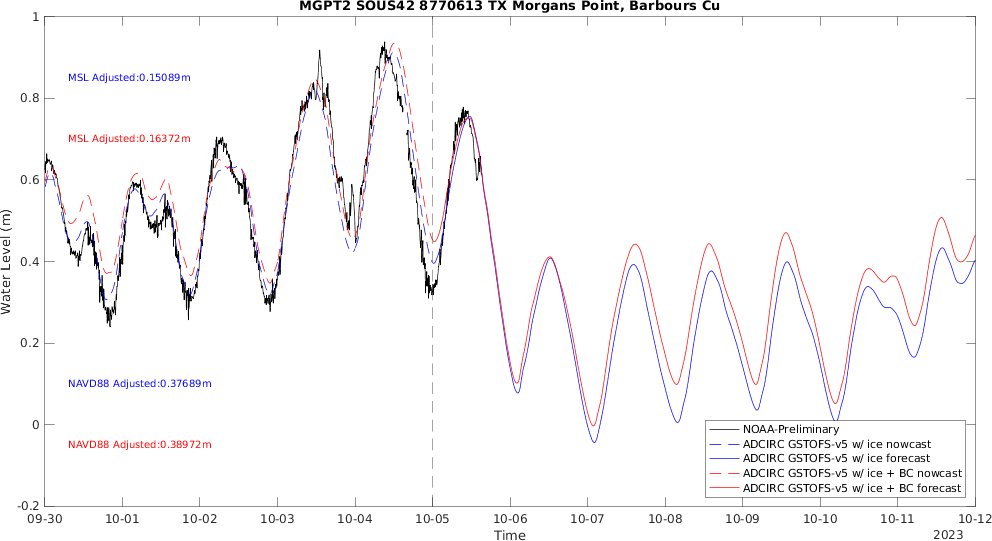 MGPT2 SOUS42 8770613 TX Morgans Point, Barbours Cu
1
0.8
0.6
0.4
0.2
0
-0.2
Water Level (m)
MSL Adjusted:0.15089m
MSL Adjusted:0.16372m
NAVD88 Adjusted:0.37689m
NAVD88 Adjusted:0.38972m
NOAA-Preliminary
ADCIRC GSTOFS-v5 w/ ice nowcast
ADCIRC GSTOFS-v5 w/ ice forecast
ADCIRC GSTOFS-v5 w/ ice + BC nowcast
ADCIRC GSTOFS-v5 w/ ice + BC forecast
09-30 10-01 10-02 10-03 10-04 10-05 10-06 10-07 10-08 10-09 10-10 10-11 10-12
Time
2023